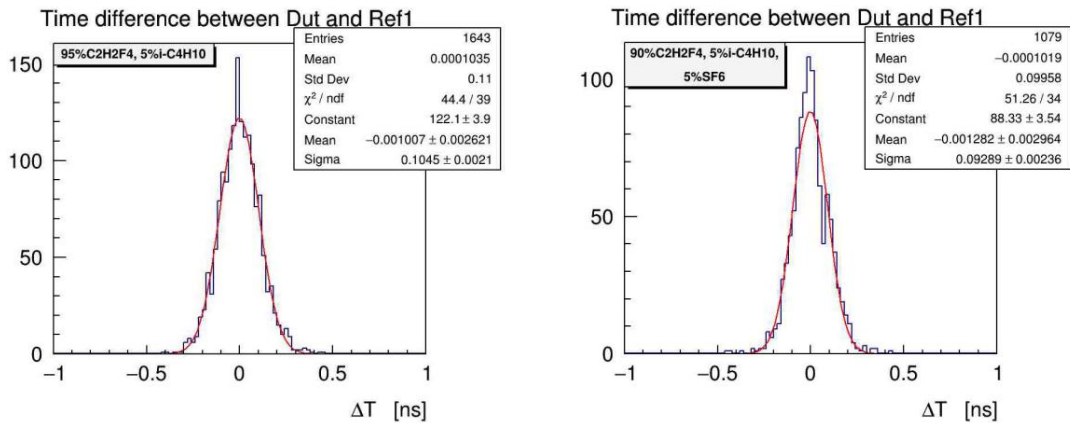 Time difference between Dut and Ref1
95%C2H2F4, 5%i-C4H10
Entries 1643
Mean 0.0001035
Std Dev 0.11
χ² / ndf 44.4 / 39
Constant 122.1 ± 3.9
Mean −0.001007 ± 0.002621
Sigma 0.1045 ± 0.0021
150
100
50
0
−1 −0.5 0 0.5 1
ΔT [ns]
Time difference between Dut and Ref1
90%C2H2F4, 5%i-C4H10,
5%SF6
Entries 1079
Mean −0.0001019
Std Dev 0.09958
χ² / ndf 51.26 / 34
Constant 88.33 ± 3.54
Mean −0.001282 ± 0.002964
Sigma 0.09289 ± 0.00236
100
50
0
−1 −0.5 0 0.5 1
ΔT [ns]